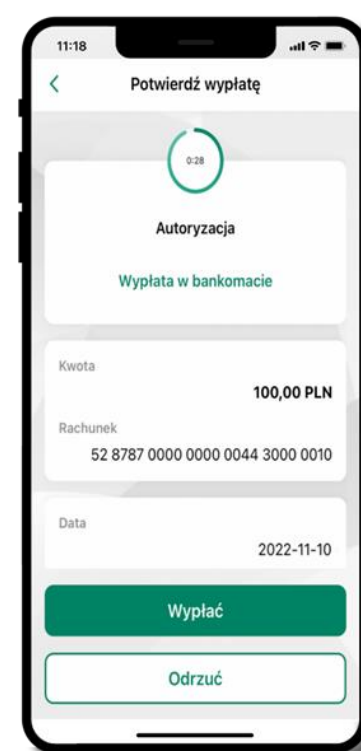 11:18
Potwierdź wypłatę
0:28
Autoryzacja
Wypłata w bankomacie
Kwota
100,00 PLN
Rachunek
52 8787 0000 0000 0044 3000 0010
Data
2022-11-10
Wypłać
Odrzuć